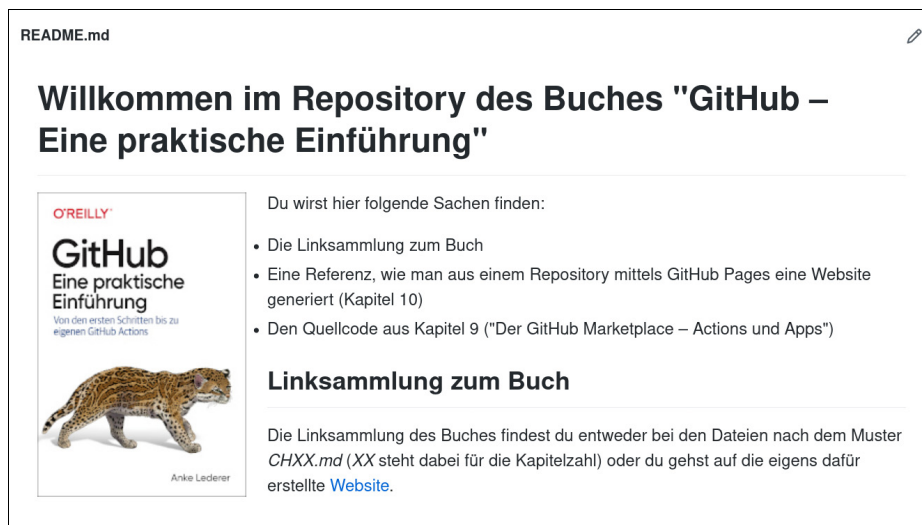 README.md
Willkommen im Repository des Buches "GitHub –
Eine praktische Einführung"
O'REILLY
GitHub
Eine praktische
Einführung
Von den ersten Schritten bis zu
eigenen GitHub Actions
Anke Lederer
Du wirst hier folgende Sachen finden:
• Die Linksammlung zum Buch
• Eine Referenz, wie man aus einem Repository mittels GitHub Pages eine Website
generiert (Kapitel 10)
• Den Quellcode aus Kapitel 9 ("Der GitHub Marketplace – Actions und Apps")
Linksammlung zum Buch
Die Linksammlung des Buches findest du entweder bei den Dateien nach dem Muster
CHXX.md (XX steht dabei für die Kapitelzahl) oder du gehst auf die eigens dafür
erstellte Website.